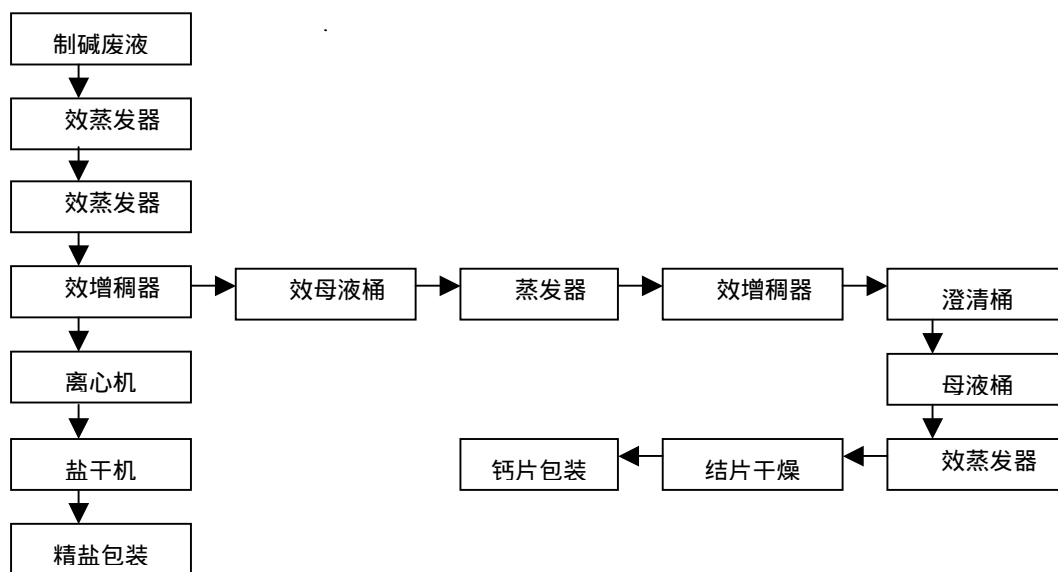 制碱废液
效蒸发器
效蒸发器
效增稠器
效母液桶
蒸发器
效增稠器
澄清桶
离心机
母液桶
盐干机
钙片包装
结片干燥
效蒸发器
精盐包装